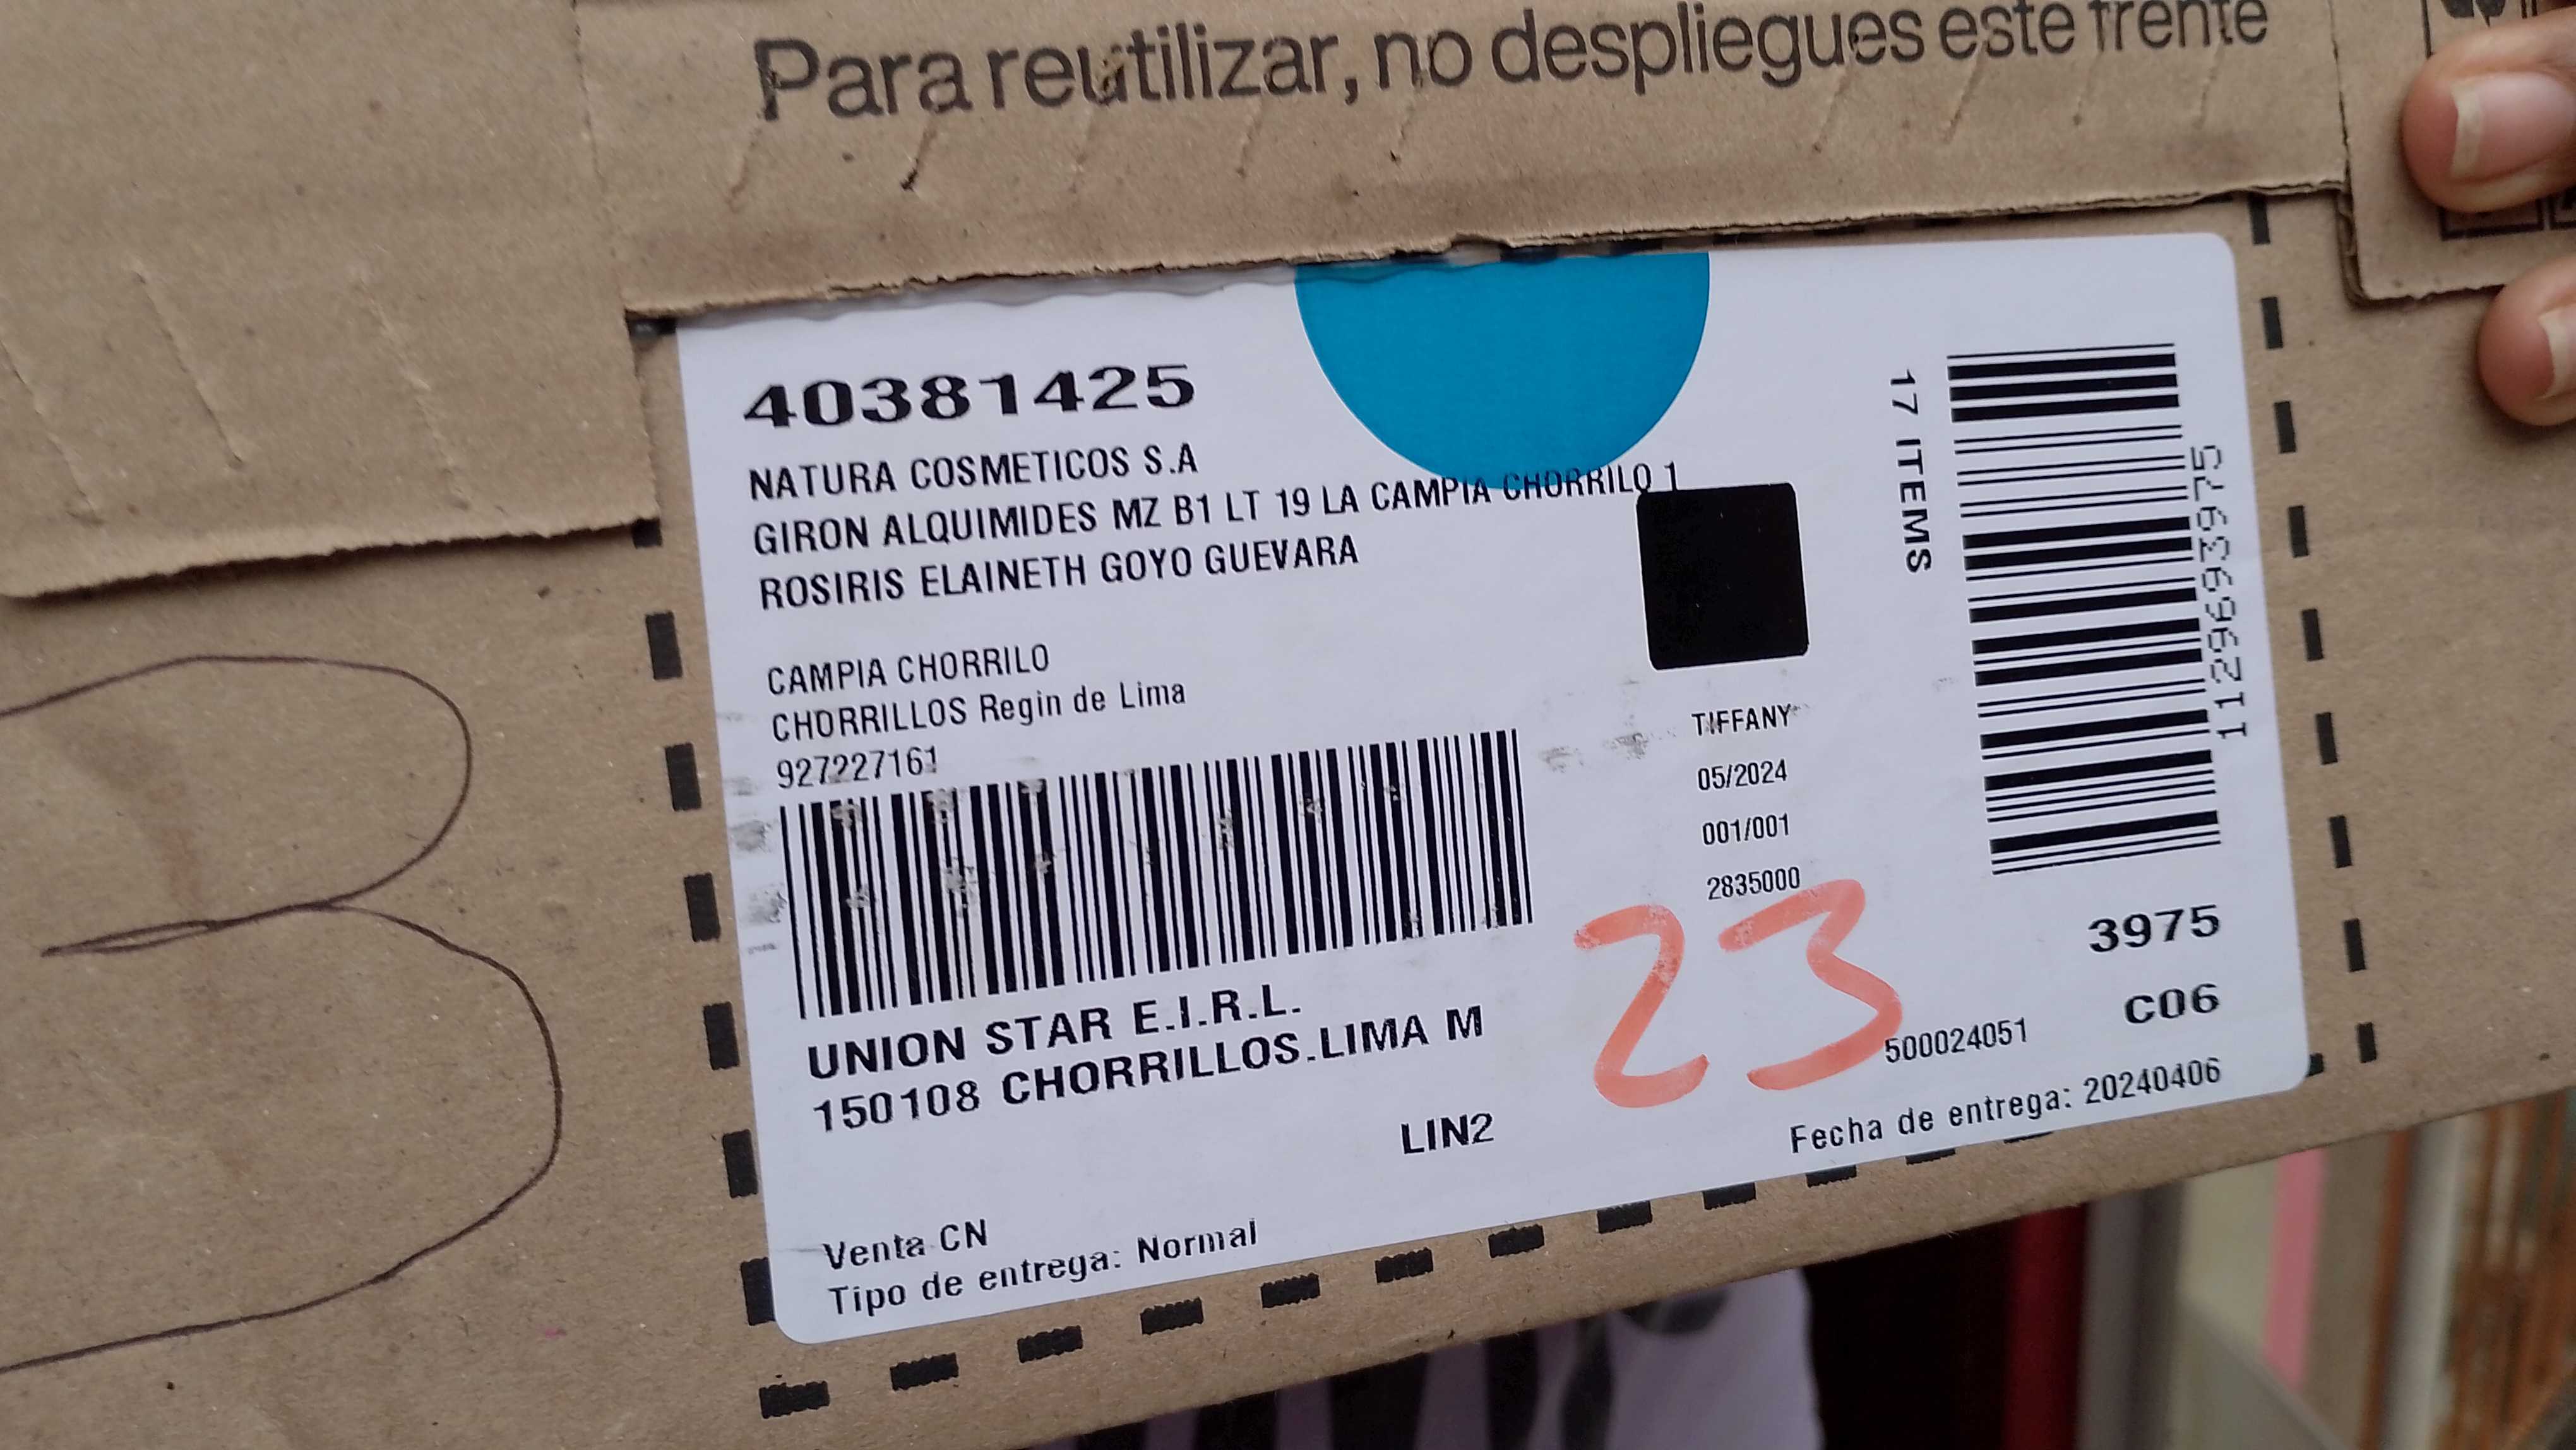 Para reutilizar, no despliegues este frente
40381425
NATURA COSMETICOS S.A
GIRON ALQUIMIDES MZ B1 LT 19 LA CAMPIA CHORRILO 1
ROSIRIS ELAINETH GOYO GUEVARA
CAMPIA CHORRILO
CHORRILLOS Regin de Lima
927227161
UNION STAR E.I.R.L.
150108 CHORRILLOS.LIMA M
LIN2
Venta CN
Tipo de entrega: Normal
17 ITEMS
1129693975
TIFFANY
05/2024
001/001
2835000
23
3975
C06
500024051
Fecha de entrega: 20240406
3